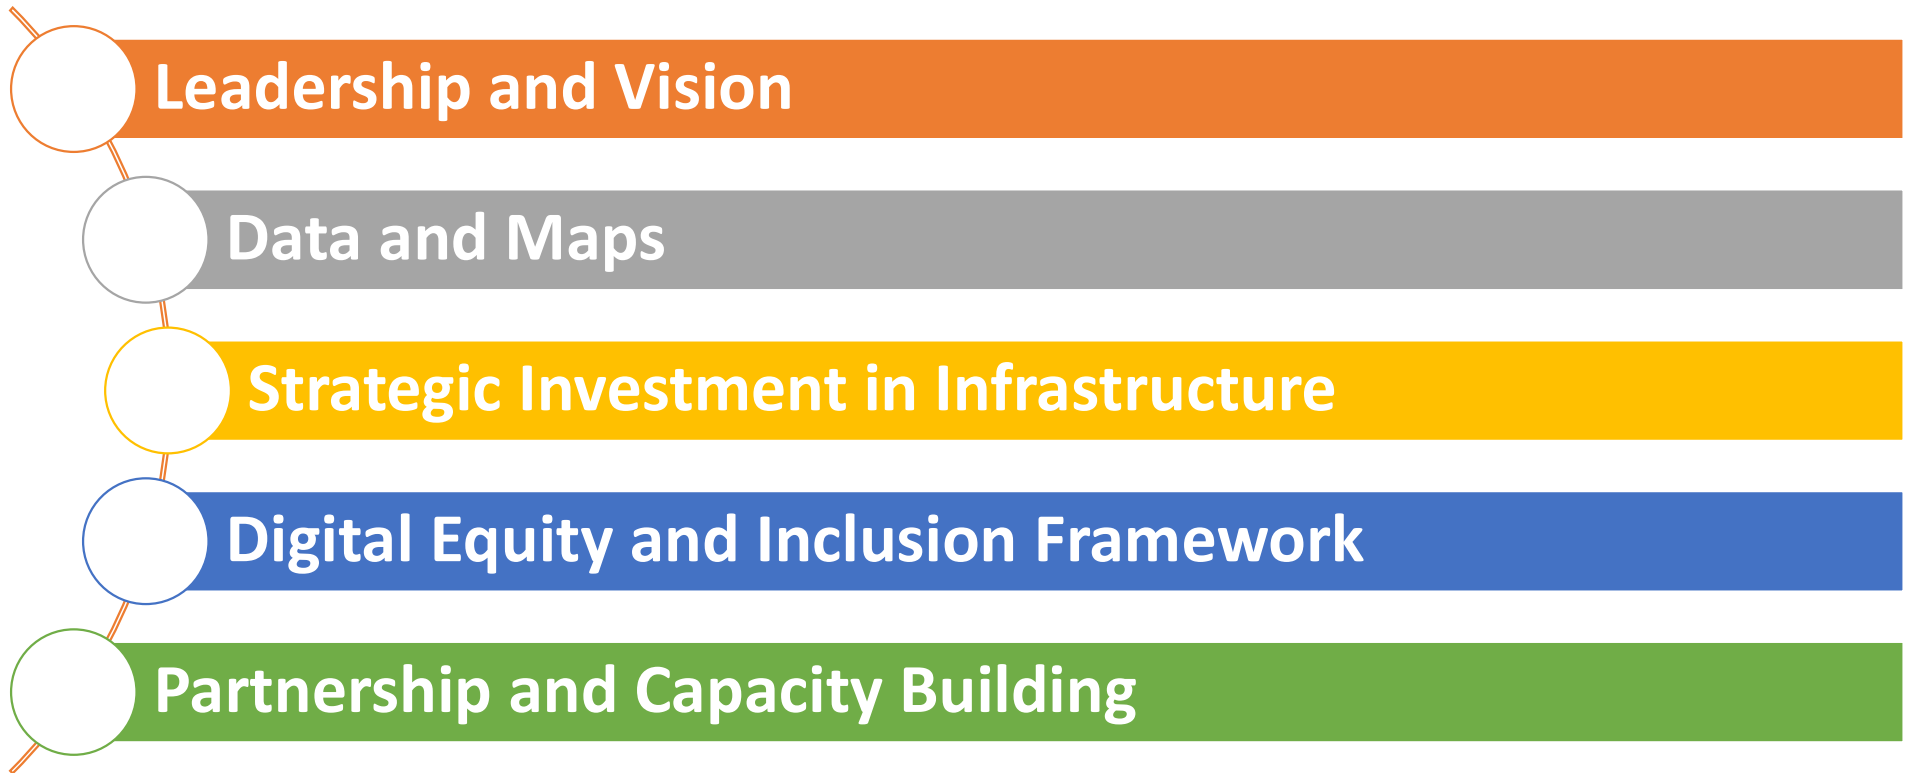 Leadership and Vision
Data and Maps
Strategic Investment in Infrastructure
Digital Equity and Inclusion Framework
Partnership and Capacity Building